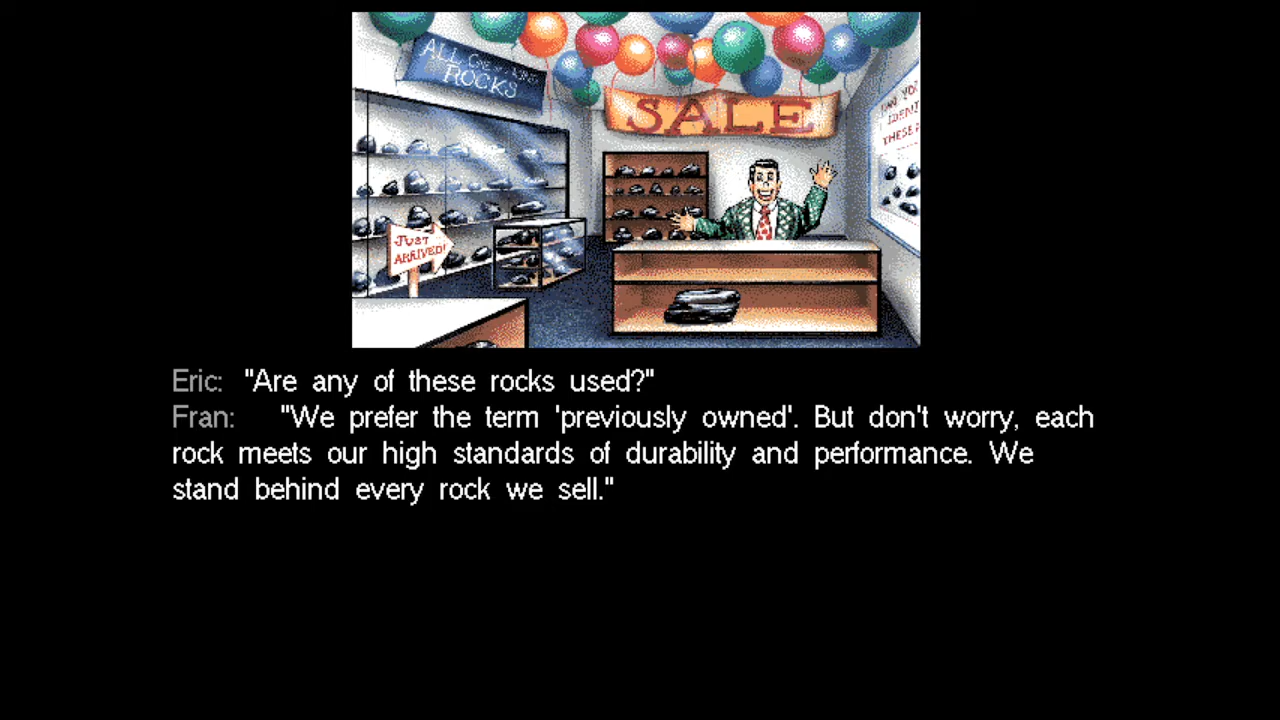 ALL
ROCKS
SALE
JUST
ARRIVED!
THESE
Eric: "Are any of these rocks used?"
Fran: "We prefer the term 'previously owned'. But don't worry, each
rock meets our high standards of durability and performance. We
stand behind every rock we sell."